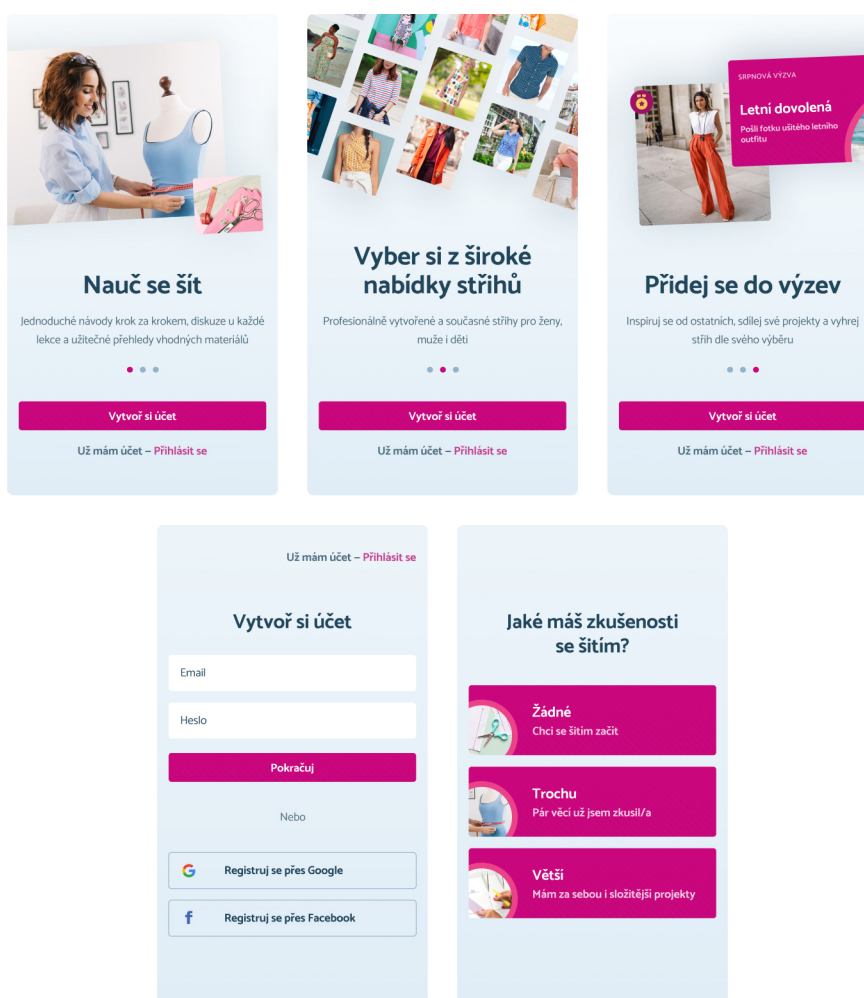 Nauč se šít
Jednoduché návody krok za krokem, diskuze u každé
lekce a užitečné přehledy vhodných materiálů
Vytvoř si účet
Už mám účet – Přihlásit se
Vyber si z široké
nabídky střihů
Profesionálně vytvořené a současné střihy pro ženy,
muže i děti
Vytvoř si účet
Už mám účet – Přihlásit se
SRPNOVÁ VÝZVA
Letní dovolená
Pošli fotku ušitého letního
outfitu
Přidej se do výzev
Inspiruj se od ostatních, sdílej své projekty a vyhrej
střih dle svého výběru
Vytvoř si účet
Už mám účet – Přihlásit se
Už mám účet – Přihlásit se
Vytvoř si účet
Email
Heslo
Pokračuj
Nebo
Registruj se přes Google
Registruj se přes Facebook
Jaké máš zkušenosti
se šitím?
Žádné
Chci se šitím začít
Trochu
Pár věcí už jsem zkusil/a
Větší
Mám za sebou i složitější projekty